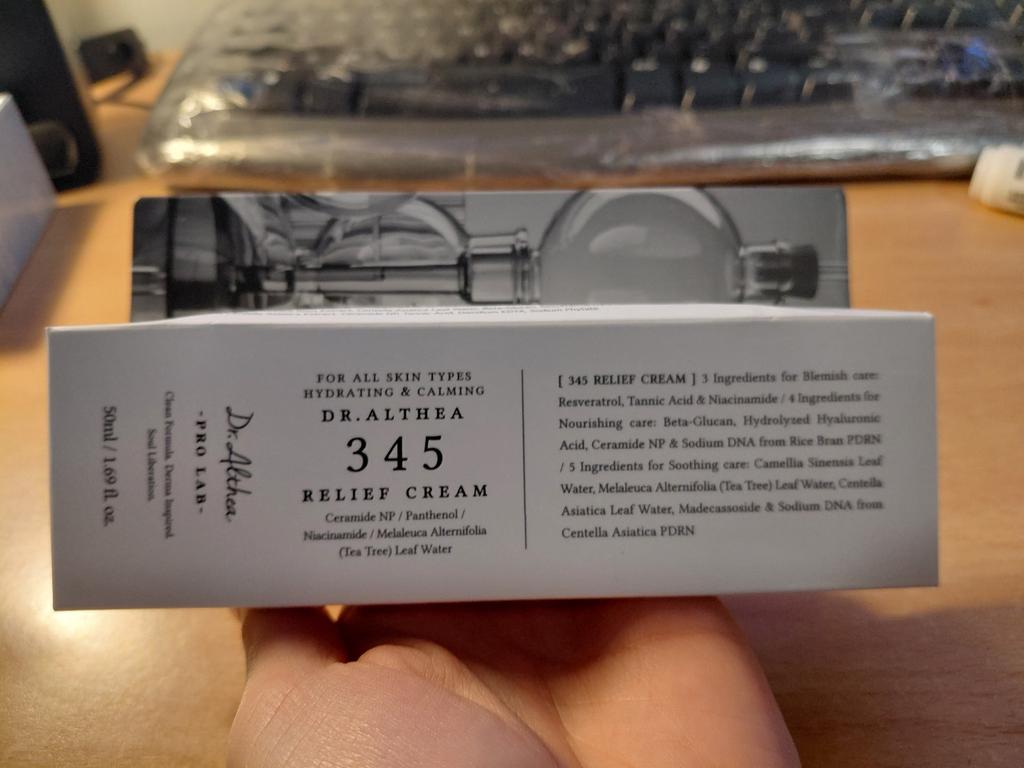 Dr. Althea
- PRO LAB -
Clean Formula. Derma Inspired.
Soul Liberation.
50ml / 1.69 fl. oz.
FOR ALL SKIN TYPES
HYDRATING & CALMING
DR.ALTHEA
345
RELIEF CREAM
Ceramide NP / Panthenol /
Niacinamide / Melaleuca Alternifolia
(Tea Tree) Leaf Water
[ 345 RELIEF CREAM ] 3 Ingredients for Blemish care:
Resveratrol, Tannic Acid & Niacinamide / 4 Ingredients for
Nourishing care: Beta-Glucan, Hydrolyzed Hyaluronic
Acid, Ceramide NP & Sodium DNA from Rice Bran PDRN
/ 5 Ingredients for Soothing care: Camellia Sinensis Leaf
Water, Melaleuca Alternifolia (Tea Tree) Leaf Water, Centella
Asiatica Leaf Water, Madecassoside & Sodium DNA from
Centella Asiatica PDRN